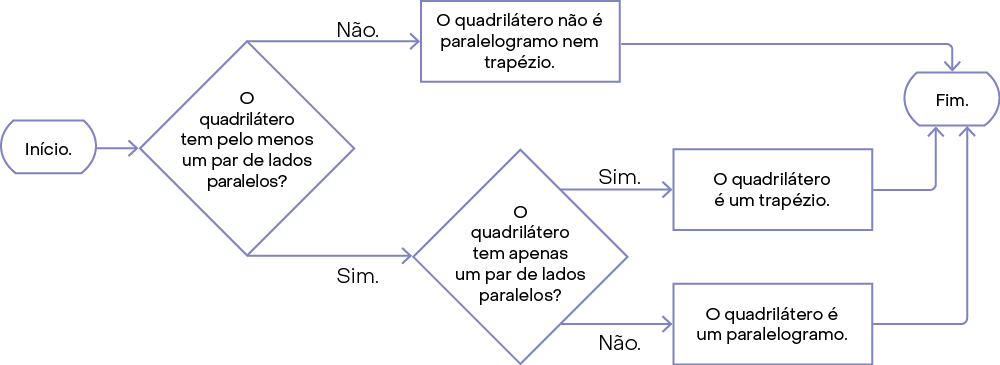 Início.
O
quadrilátero
tem pelo menos
um par de lados
paralelos?
Não.
O quadrilátero não é
paralelogramo nem
trapézio.
Sim.
O
quadrilátero
tem apenas
um par de lados
paralelos?
Sim.
O quadrilátero
é um trapézio.
Não.
O quadrilátero é
um paralelogramo.
Fim.